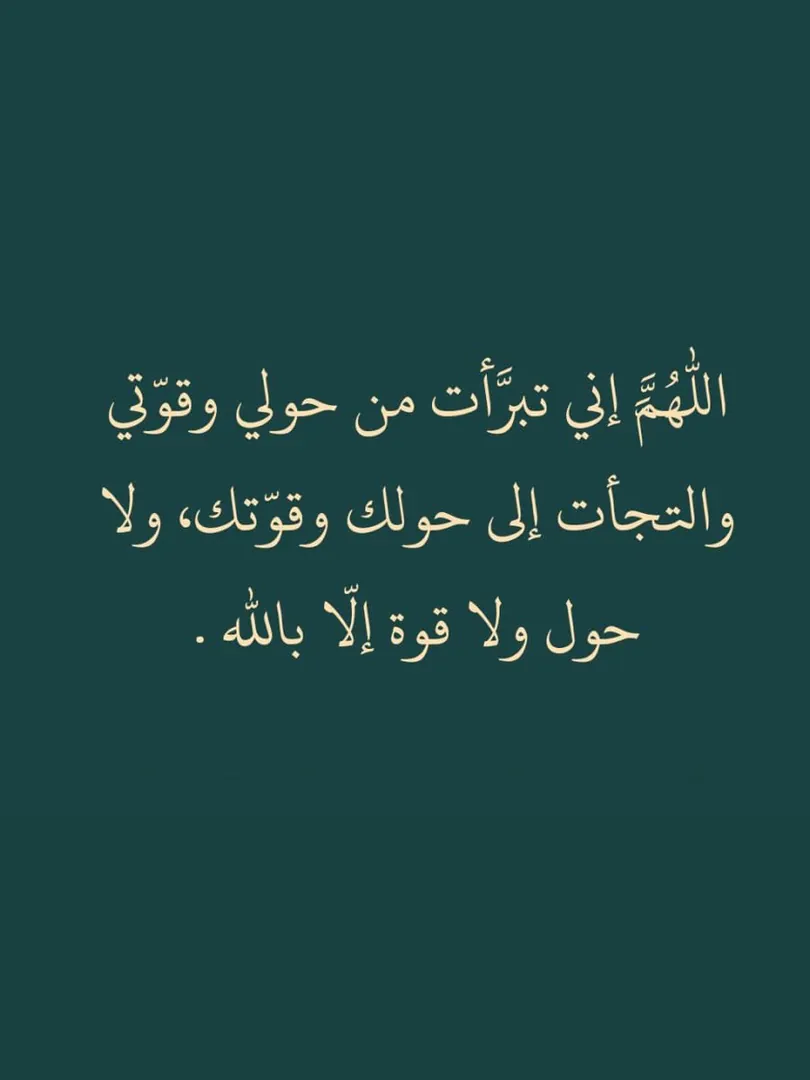 اللّٰهُمَّ إني تبرَّأت من حولي وقوّتي
والتجأت إلى حولك وقوّتك، ولا
حول ولا قوة إلّا بالله .